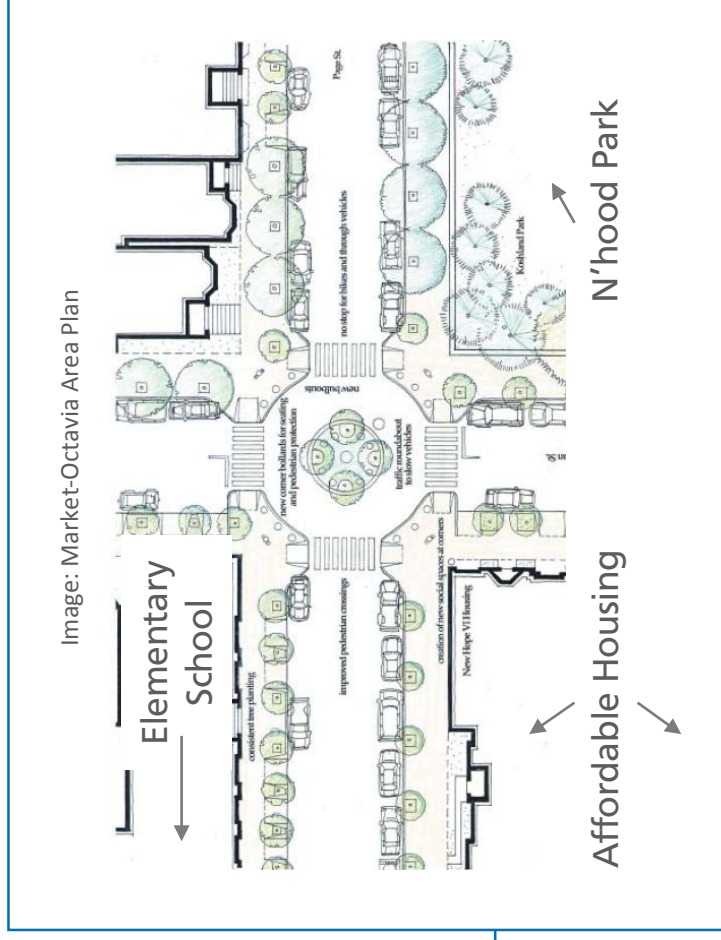 Image: Market-Octavia Area Plan
Elementary
School
consistent tree planting
new corner bollards for seating
and pedestrian protection
improved pedestrian crossings
new bulbouts
no stop for bikes and through vehicles
Page St.
traffic roundabout
to slow vehicles
creation of new social spaces at corners
New Hope VI Housing
Koshland Park
St.
Affordable Housing
N'hood Park